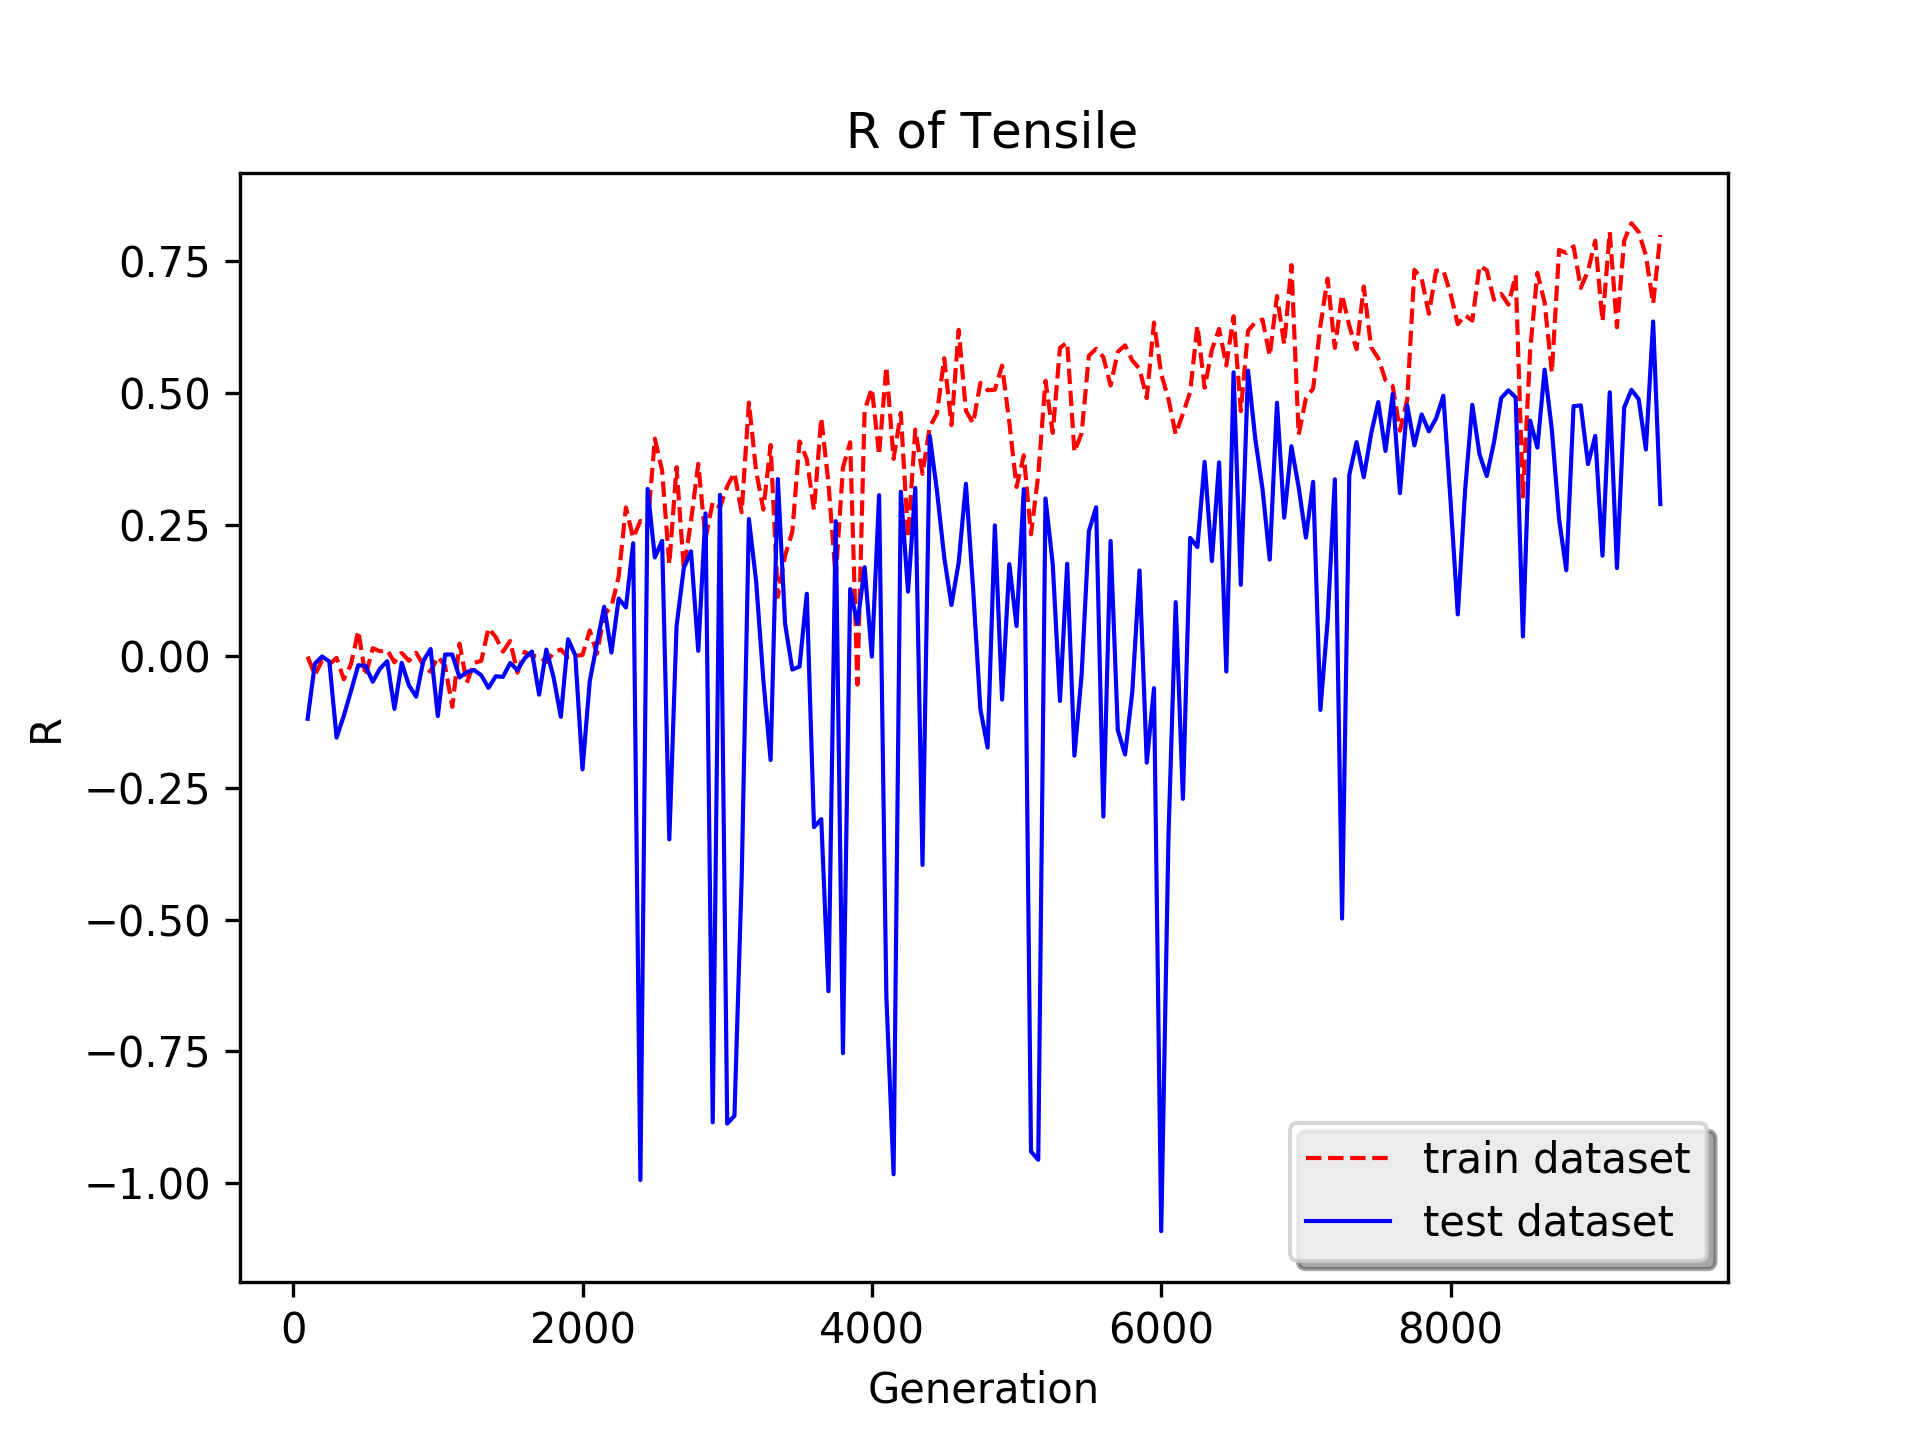 R of Tensile
R
0.75
0.50
0.25
0.00
−0.25
−0.50
−0.75
−1.00
0 2000 4000 6000 8000
Generation
train dataset
test dataset